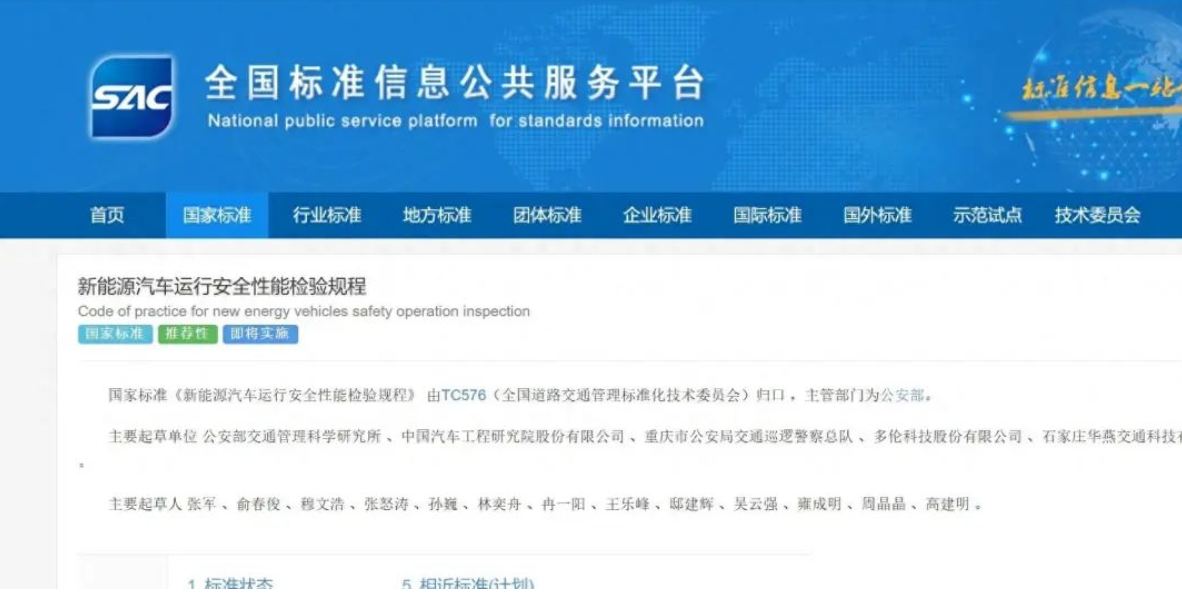 SAC
全国标准信息公共服务平台
National public service platform for standards information
标准信息一站
首页 国家标准 行业标准 地方标准 团体标准 企业标准 国际标准 国外标准 示范试点 技术委员会
新能源汽车运行安全性能检验规程
Code of practice for new energy vehicles safety operation inspection
国家标准 推荐性 即将实施
国家标准《新能源汽车运行安全性能检验规程》 由TC576（全国道路交通管理标准化技术委员会）归口 ，主管部门为公安部。
主要起草单位 公安部交通管理科学研究所 、中国汽车工程研究院股份有限公司 、重庆市公安局交通巡逻警察总队 、多伦科技股份有限公司 、石家庄华燕交通科技
。
主要起草人 张军 、俞春俊 、穆文浩 、张怒涛 、孙巍 、林奕舟 、冉一阳 、王乐峰 、邸建辉 、吴云强 、雍成明 、周晶晶 、高建明 。
1 标准状态 5 相近标准(计划)